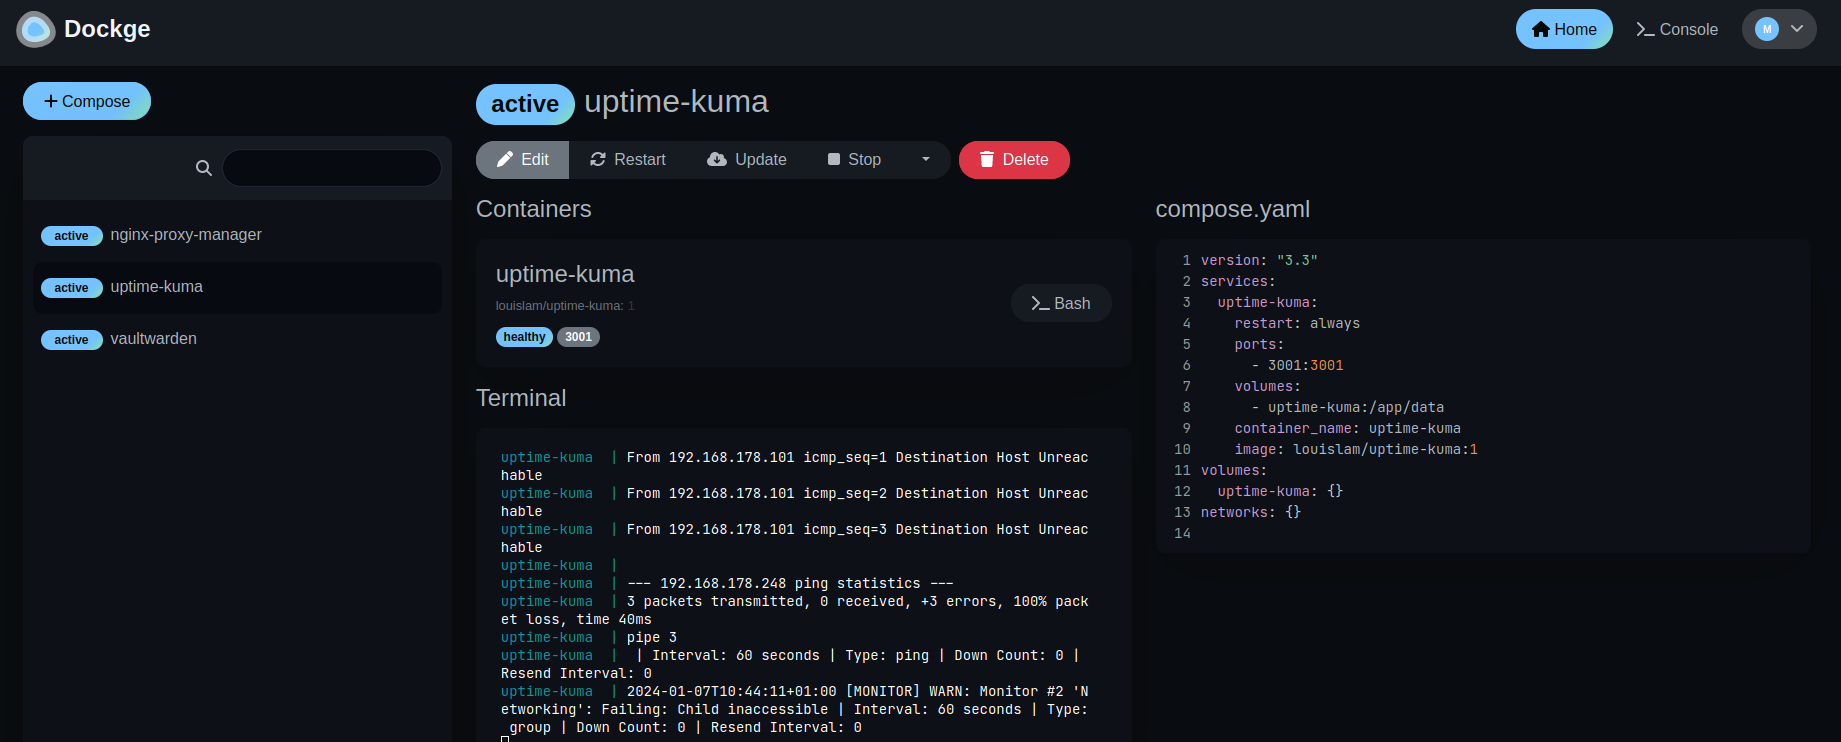 Dockge
Home
Console
M
Compose
active nginx-proxy-manager
active uptime-kuma
active vaultwarden
active uptime-kuma
Edit Restart Update Stop Delete
Containers
uptime-kuma
louislam/uptime-kuma: 1
healthy 3001
Bash
Terminal
uptime-kuma | From 192.168.178.101 icmp_seq=1 Destination Host Unreac
hable
uptime-kuma | From 192.168.178.101 icmp_seq=2 Destination Host Unreac
hable
uptime-kuma | From 192.168.178.101 icmp_seq=3 Destination Host Unreac
hable
uptime-kuma |
uptime-kuma | --- 192.168.178.248 ping statistics ---
uptime-kuma | 3 packets transmitted, 0 received, +3 errors, 100% pack
et loss, time 40ms
uptime-kuma | pipe 3
uptime-kuma |  | Interval: 60 seconds | Type: ping | Down Count: 0 |
Resend Interval: 0
uptime-kuma | 2024-01-07T10:44:11+01:00 [MONITOR] WARN: Monitor #2 'N
etworking': Failing: Child inaccessible | Interval: 60 seconds | Type:
 group | Down Count: 0 | Resend Interval: 0
compose.yaml
1 version: "3.3"
2 services:
3   uptime-kuma:
4     restart: always
5     ports:
6       - 3001:3001
7     volumes:
8       - uptime-kuma:/app/data
9     container_name: uptime-kuma
10     image: louislam/uptime-kuma:1
11 volumes:
12   uptime-kuma: {}
13 networks: {}
14